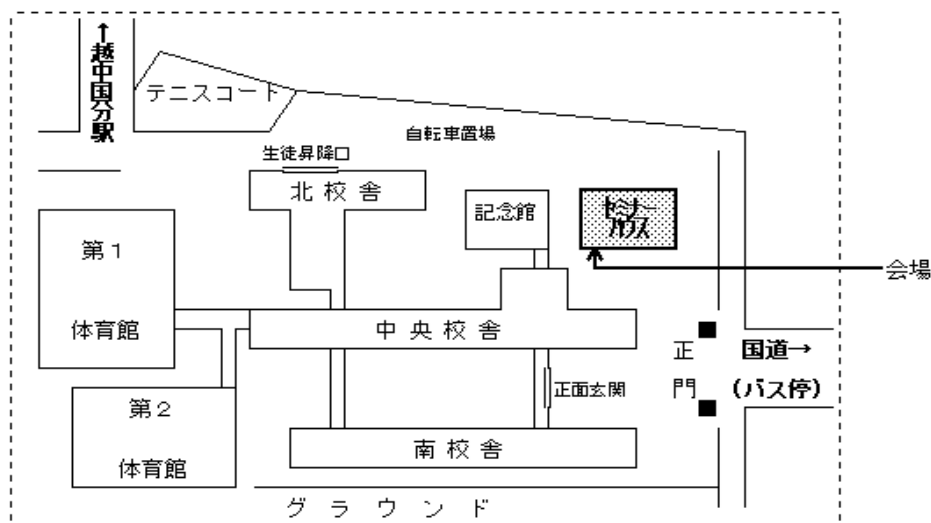 ↑越中国分駅
テニスコート
自転車置場
生徒昇降口
北校舎
記念館
セミナー
ハウス
第1
体育館
会場
中央校舎
正門
国道→
(バス停)
正面玄関
第2
体育館
南校舎
グラウンド